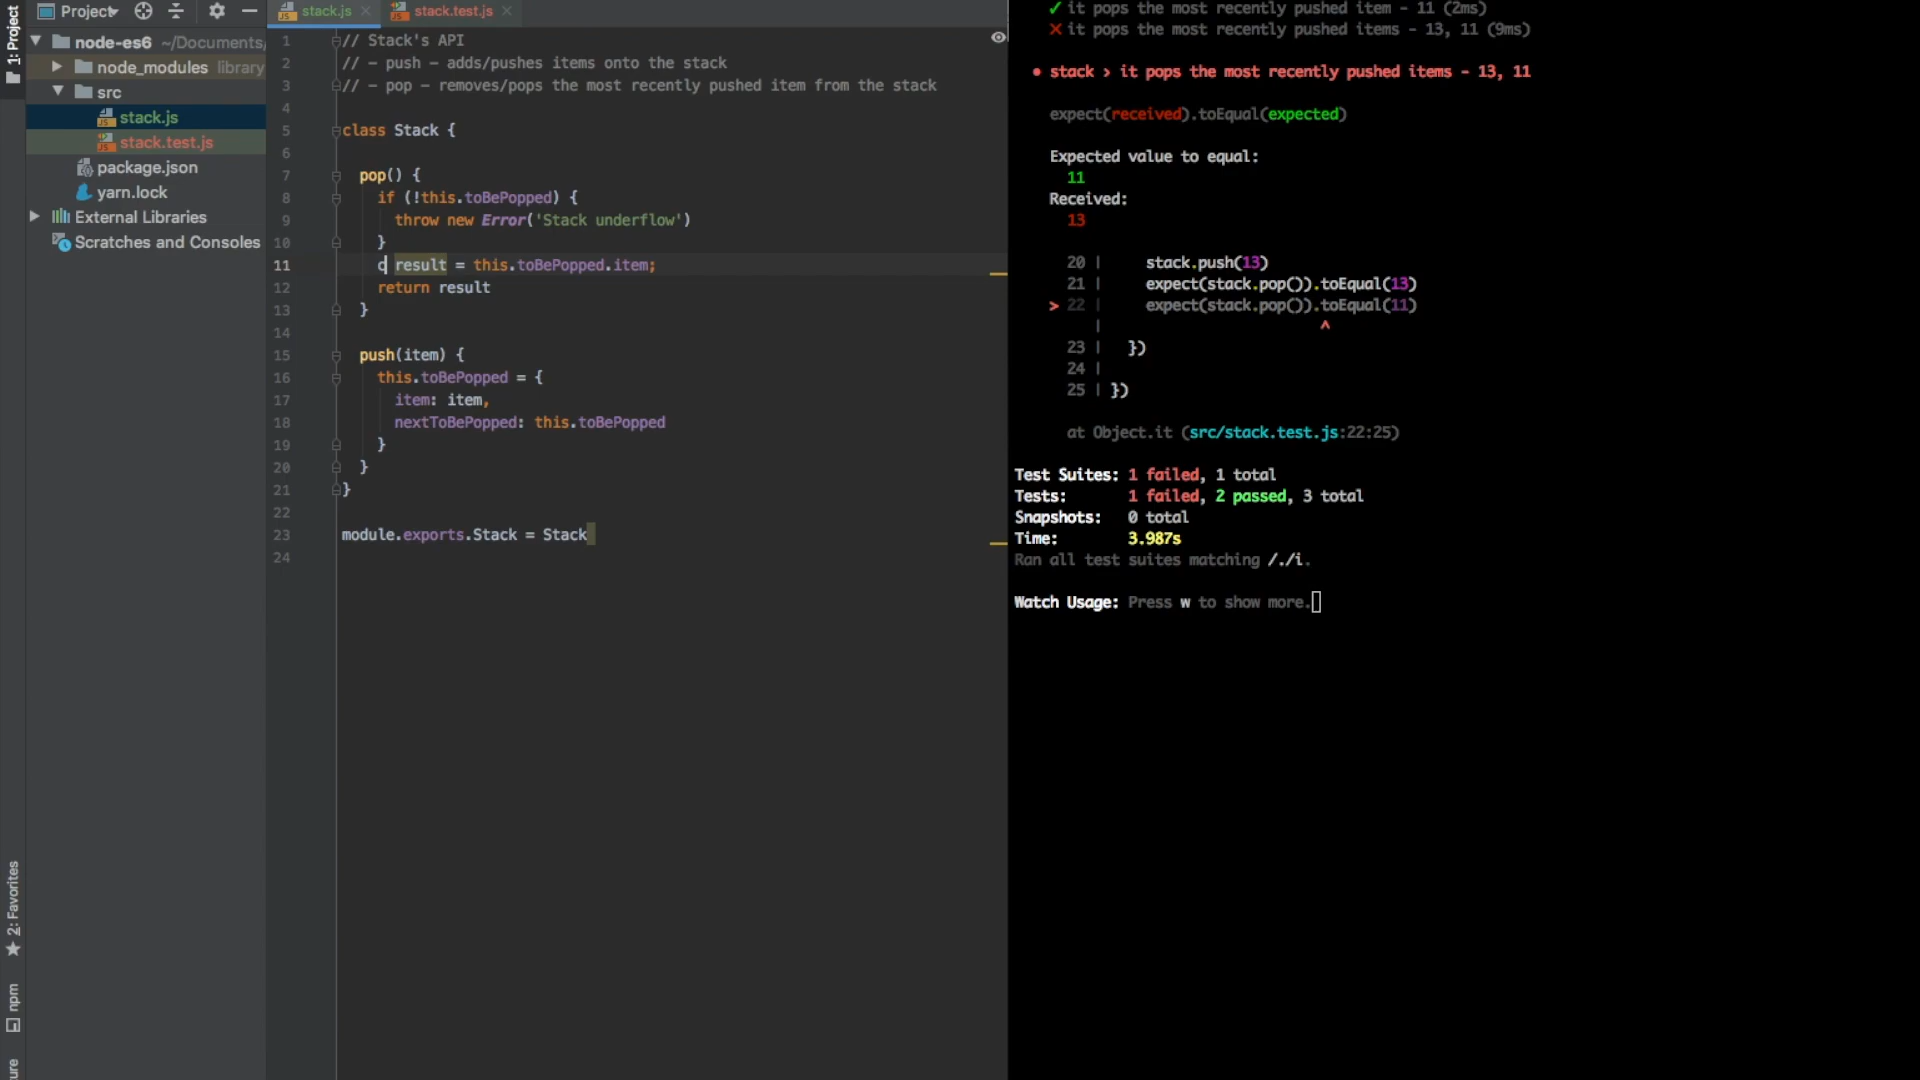 1: Project
Project
node-es6 ~/Documents/
node_modules library
src
stack.js
stack.test.js
package.json
yarn.lock
External Libraries
Scratches and Consoles
2: Favorites
npm
stack.js
stack.test.js
1 // Stack's API
2 // - push - adds/pushes items onto the stack
3 // - pop - removes/pops the most recently pushed item from the stack
4
5 class Stack {
6
7 pop() {
8 if (!this.toBePopped) {
9 throw new Error('Stack underflow')
10 }
11 c result = this.toBePopped.item;
12 return result
13 }
14
15 push(item) {
16 this.toBePopped = {
17 item: item,
18 nextToBePopped: this.toBePopped
19 }
20 }
21 }
22
23 module.exports.Stack = Stack
24
✓ it pops the most recently pushed item - 11 (2ms)
✕ it pops the most recently pushed items - 13, 11 (9ms)
● stack › it pops the most recently pushed items - 13, 11
expect(received).toEqual(expected)
Expected value to equal:
11
Received:
13
20 | stack.push(13)
21 | expect(stack.pop()).toEqual(13)
> 22 | expect(stack.pop()).toEqual(11)
| ^
23 | })
24 |
25 | })
at Object.it (src/stack.test.js:22:25)
Test Suites: 1 failed, 1 total
Tests: 1 failed, 2 passed, 3 total
Snapshots: 0 total
Time: 3.987s
Ran all test suites matching /./i.
Watch Usage: Press w to show more.